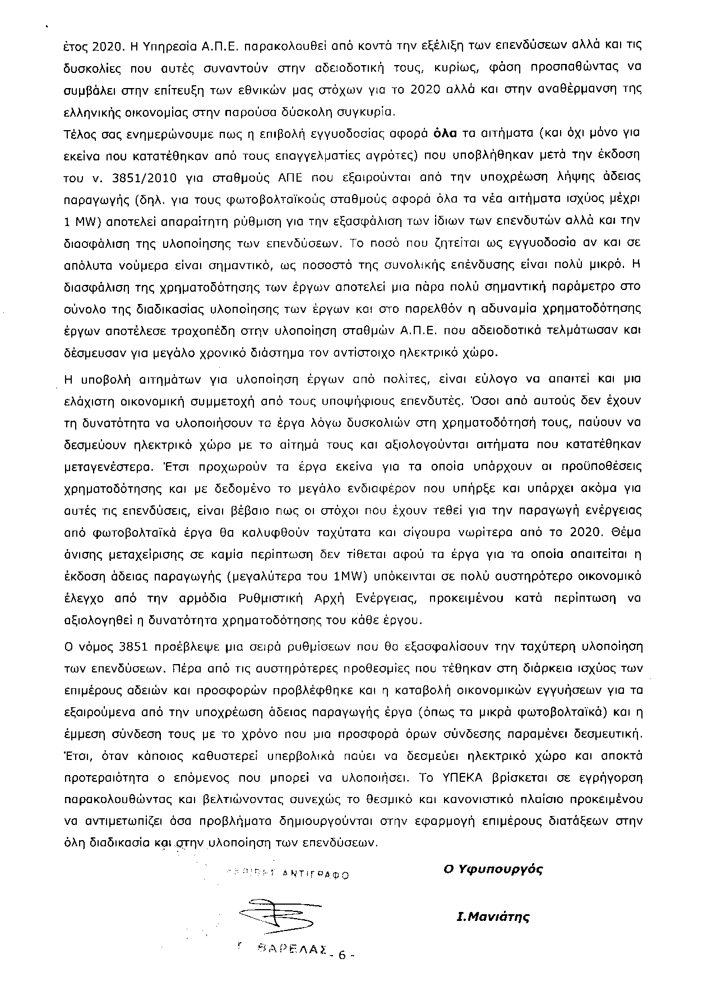 έτος 2020. Η Υπηρεσία Α.Π.Ε. παρακολουθεί από κοντά την εξέλιξη των επενδύσεων αλλά και τις
δυσκολίες που αυτές συναντούν στην αδειοδοτική τους, κυρίως, φάση προσπαθώντας να
συμβάλει στην επίτευξη των εθνικών μας στόχων για το 2020 αλλά και στην αναθέρμανση της
ελληνικής οικονομίας στην παρούσα δύσκολη συγκυρία.
Τέλος σας ενημερώνουμε πως η επιβολή εγγυοδοσίας αφορά όλα τα αιτήματα (και όχι μόνο για
εκείνα που κατατέθηκαν από τους επαγγελματίες αγρότες) που υποβλήθηκαν μετά την έκδοση
του ν. 3851/2010 για σταθμούς ΑΠΕ που εξαιρούνται από την υποχρέωση λήψης άδειας
παραγωγής (δηλ. για τους φωτοβολταϊκούς σταθμούς αφορά όλα τα νέα αιτήματα ισχύος μέχρι
1 MW) αποτελεί απαραίτητη ρύθμιση για την εξασφάλιση των ίδιων των επενδυτών αλλά και την
διασφάλιση της υλοποίησης των επενδύσεων. Το ποσό που ζητείται ως εγγυοδοσία αν και σε
απόλυτα νούμερα είναι σημαντικό, ως ποσοστό της συνολικής επένδυσης είναι πολύ μικρό. Η
διασφάλιση της χρηματοδότησης των έργων αποτελεί μια πάρα πολύ σημαντική παράμετρο στο
σύνολο της διαδικασίας υλοποίησης των έργων και στο παρελθόν η αδυναμία χρηματοδότησης
έργων αποτέλεσε τροχοπέδη στην υλοποίηση σταθμών Α.Π.Ε. που αδειοδοτικά τελμάτωσαν και
δέσμευσαν για μεγάλο χρονικό διάστημα τον αντίστοιχο ηλεκτρικό χώρο.
Η υποβολή αιτημάτων για υλοποίηση έργων από πολίτες, είναι εύλογο να απαιτεί και μια
ελάχιστη οικονομική συμμετοχή από τους υποψήφιους επενδυτές. Όσοι από αυτούς δεν έχουν
τη δυνατότητα να υλοποιήσουν τα έργα λόγω δυσκολιών στη χρηματοδότησή τους, παύουν να
δεσμεύουν ηλεκτρικό χώρο με το αίτημά τους και αξιολογούνται αιτήματα που κατατέθηκαν
μεταγενέστερα. Έτσι προχωρούν τα έργα εκείνα για τα οποία υπάρχουν οι προϋποθέσεις
χρηματοδότησης και με δεδομένο το μεγάλο ενδιαφέρον που υπήρξε και υπάρχει ακόμα για
αυτές τις επενδύσεις, είναι βέβαιο πως οι στόχοι που έχουν τεθεί για την παραγωγή ενέργειας
από φωτοβολταϊκά έργα θα καλυφθούν ταχύτατα και σίγουρα νωρίτερα από το 2020. Θέμα
άνισης μεταχείρισης σε καμία περίπτωση δεν τίθεται αφού τα έργα για τα οποία απαιτείται η
έκδοση άδειας παραγωγής (μεγαλύτερα του 1MW) υπόκεινται σε πολύ αυστηρότερο οικονομικό
έλεγχο από την αρμόδια Ρυθμιστική Αρχή Ενέργειας, προκειμένου κατά περίπτωση να
αξιολογηθεί η δυνατότητα χρηματοδότησης του κάθε έργου.
Ο νόμος 3851 προέβλεψε μια σειρά ρυθμίσεων που θα εξασφαλίσουν την ταχύτερη υλοποίηση
των επενδύσεων. Πέρα από τις αυστηρότερες προθεσμίες που τέθηκαν στη διάρκεια ισχύος των
επιμέρους αδειών και προσφορών προβλέφθηκε και η καταβολή οικονομικών εγγυήσεων για τα
εξαιρούμενα από την υποχρέωση άδειας παραγωγής έργα (όπως τα μικρά φωτοβολταϊκά) και η
έμμεση σύνδεση τους με το χρόνο που μια προσφορά όρων σύνδεσης παραμένει δεσμευτική.
Έτσι, όταν κάποιος καθυστερεί υπερβολικά παύει να δεσμεύει ηλεκτρικό χώρο και αποκτά
προτεραιότητα ο επόμενος που μπορεί να υλοποιήσει. Το ΥΠΕΚΑ βρίσκεται σε εγρήγορση
παρακολουθώντας και βελτιώνοντας συνεχώς το θεσμικό και κανονιστικό πλαίσιο προκειμένου
να αντιμετωπίζει όσα προβλήματα δημιουργούνται στην εφαρμογή επιμέρους διατάξεων στην
όλη διαδικασία και στην υλοποίηση των επενδύσεων.
ΑΝΤΙΓΡΑΦΟ
Ο Υφυπουργός
Ι.Μανιάτης
ΒΑΡΕΛΑΣ
- 6 -